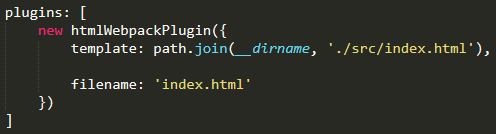 plugins: [
    new htmlWebpackPlugin({
        template: path.join(__dirname, './src/index.html'),
        filename: 'index.html'
    })
]